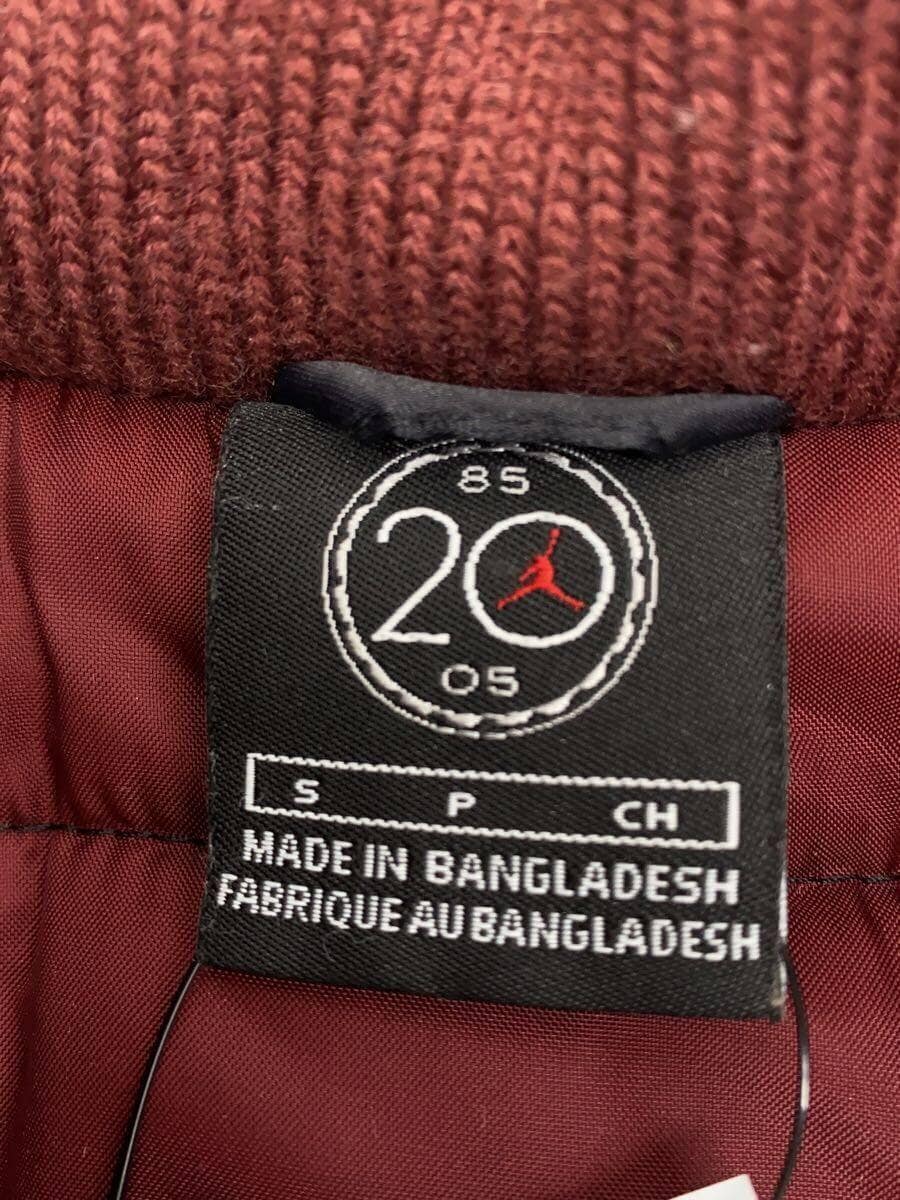 85
20
05
S P CH
MADE IN BANGLADESH
FABRIQUE AU BANGLADESH